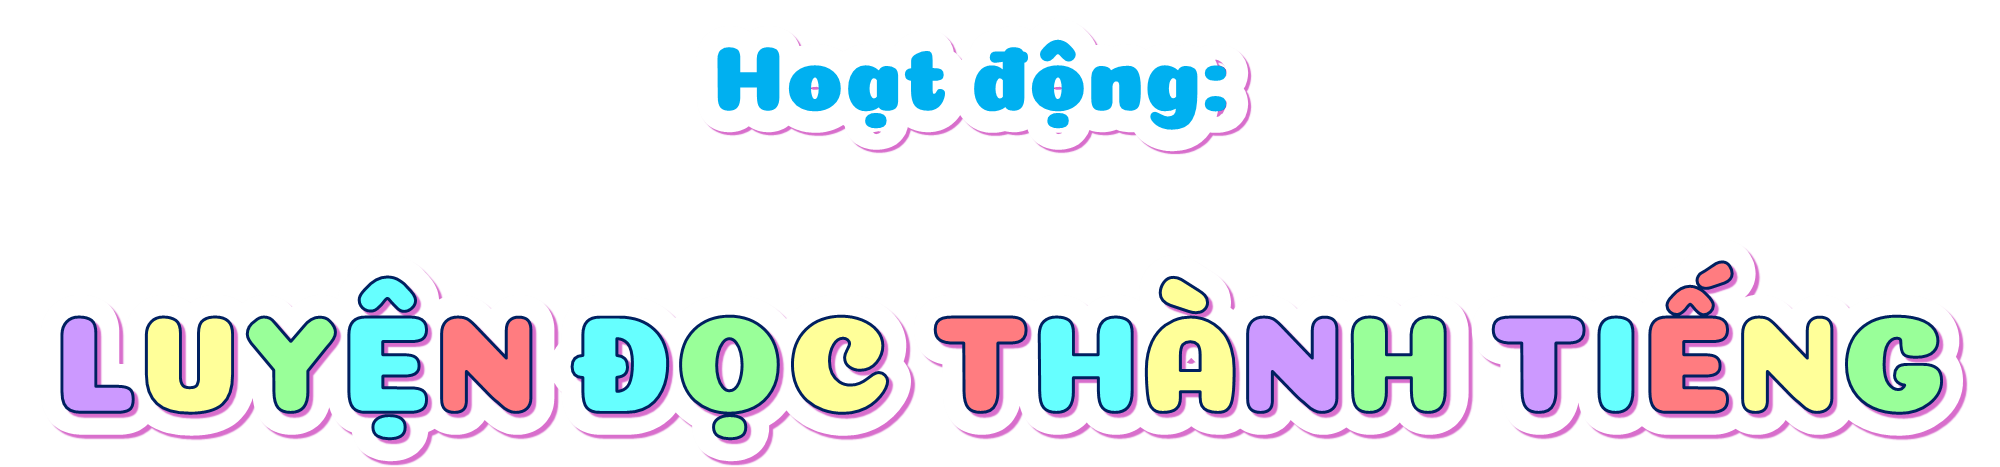 Hoạt động:
LUYỆN ĐỌC THÀNH TIẾNG